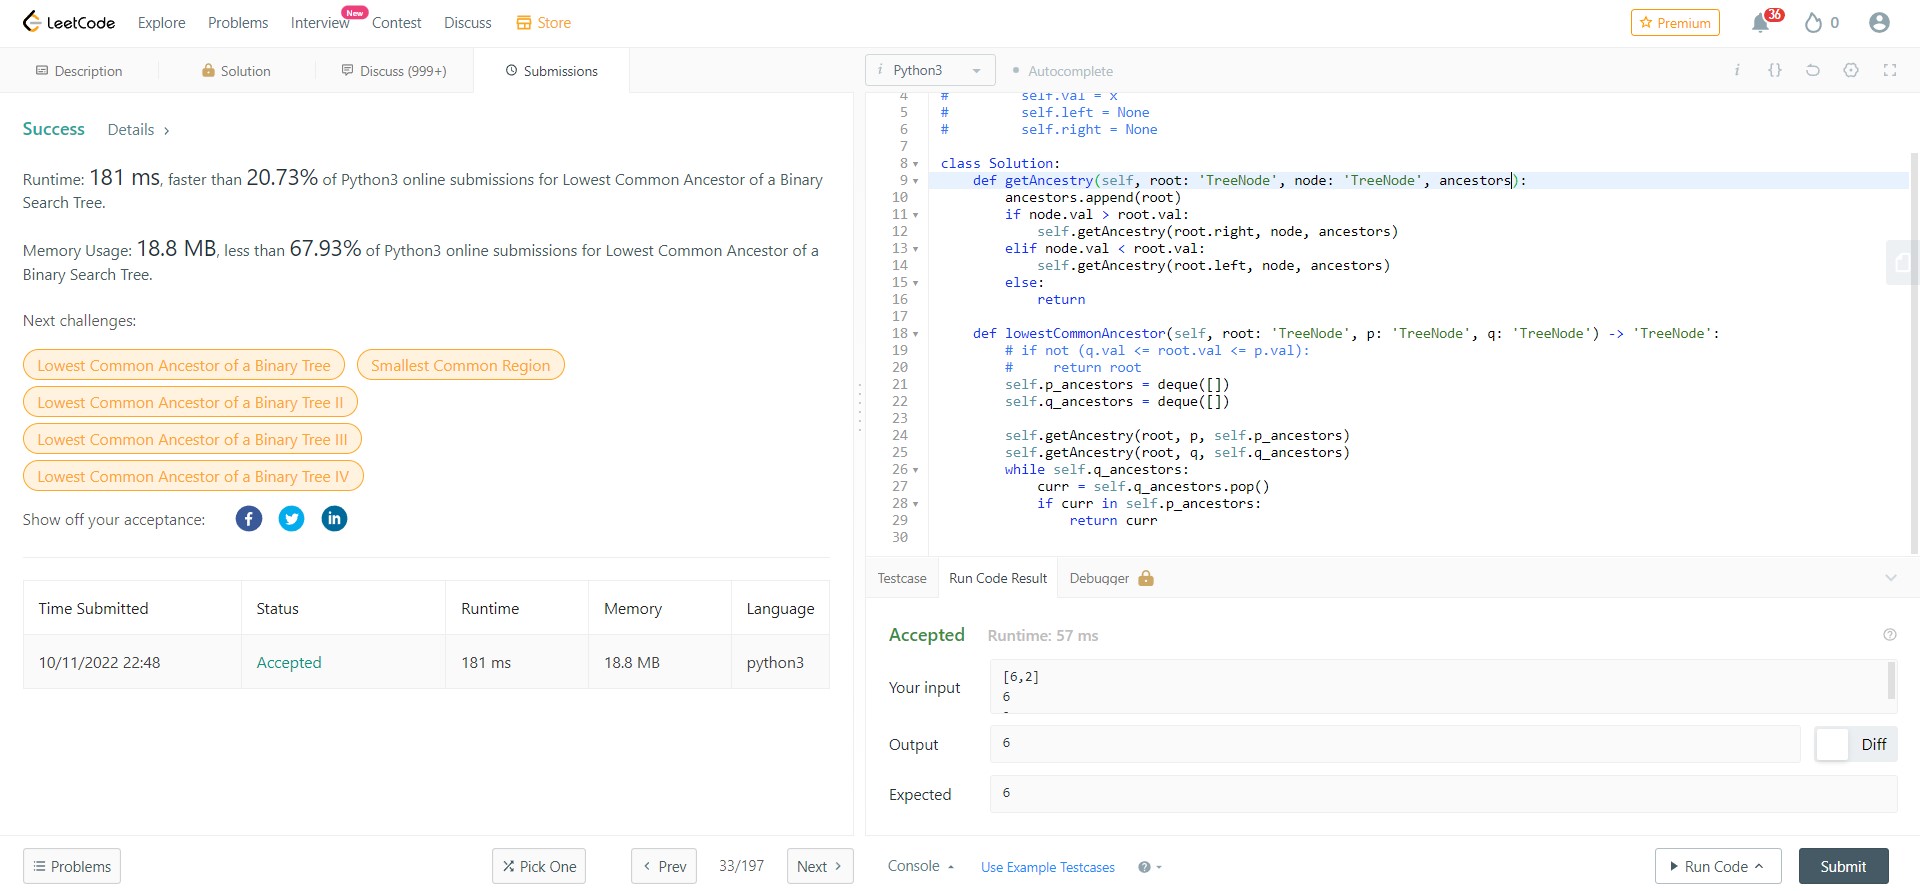 LeetCode Explore Problems Interview New Contest Discuss Store Premium 36 0
Description Solution Discuss (999+) Submissions
Success Details >
Runtime: 181 ms, faster than 20.73% of Python3 online submissions for Lowest Common Ancestor of a Binary
Search Tree.
Memory Usage: 18.8 MB, less than 67.93% of Python3 online submissions for Lowest Common Ancestor of a
Binary Search Tree.
Next challenges:
Lowest Common Ancestor of a Binary Tree Smallest Common Region
Lowest Common Ancestor of a Binary Tree II
Lowest Common Ancestor of a Binary Tree III
Lowest Common Ancestor of a Binary Tree IV
Show off your acceptance:
Time Submitted Status Runtime Memory Language
10/11/2022 22:48 Accepted 181 ms 18.8 MB python3
Problems Pick One < Prev 33/197 Next >
i Python3 Autocomplete i {}
4 # self.val = x
5 # self.left = None
6 # self.right = None
7
8 class Solution:
9 def getAncestry(self, root: 'TreeNode', node: 'TreeNode', ancestors):
10 ancestors.append(root)
11 if node.val > root.val:
12 self.getAncestry(root.right, node, ancestors)
13 elif node.val < root.val:
14 self.getAncestry(root.left, node, ancestors)
15 else:
16 return
17
18 def lowestCommonAncestor(self, root: 'TreeNode', p: 'TreeNode', q: 'TreeNode') -> 'TreeNode':
19 # if not (q.val <= root.val <= p.val):
20 # return root
21 self.p_ancestors = deque([])
22 self.q_ancestors = deque([])
23
24 self.getAncestry(root, p, self.p_ancestors)
25 self.getAncestry(root, q, self.q_ancestors)
26 while self.q_ancestors:
27 curr = self.q_ancestors.pop()
28 if curr in self.p_ancestors:
29 return curr
30
Testcase Run Code Result Debugger
Accepted Runtime: 57 ms
Your input
[6,2]
6
Output 6 Diff
Expected 6
Console Use Example Testcases Run Code Submit